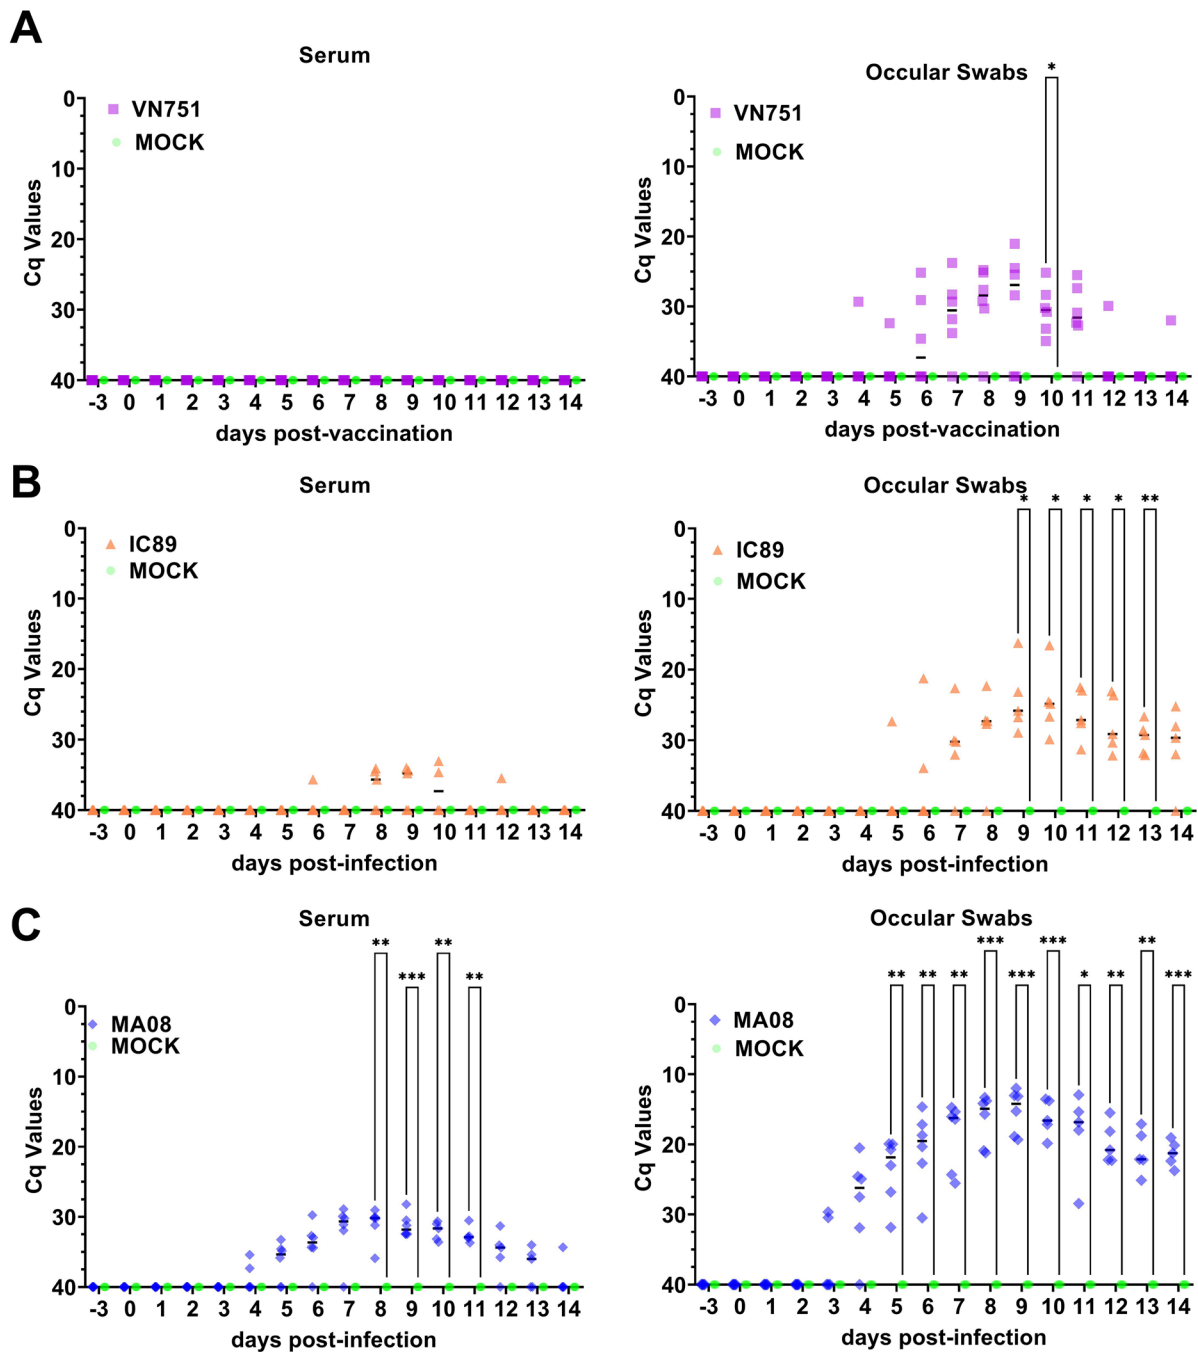 A
Serum
Cq Values
0
10
20
30
40
VN751
MOCK
-3 0 1 2 3 4 5 6 7 8 9 10 11 12 13 14
days post-vaccination
Occular Swabs
*
Cq Values
0
10
20
30
40
VN751
MOCK
-3 0 1 2 3 4 5 6 7 8 9 10 11 12 13 14
days post-vaccination
B
Serum
Cq Values
0
10
20
30
40
IC89
MOCK
-3 0 1 2 3 4 5 6 7 8 9 10 11 12 13 14
days post-infection
Occular Swabs
* * * * **
Cq Values
0
10
20
30
40
IC89
MOCK
-3 0 1 2 3 4 5 6 7 8 9 10 11 12 13 14
days post-infection
C
Serum
** *** ** **
Cq Values
0
10
20
30
40
MA08
MOCK
-3 0 1 2 3 4 5 6 7 8 9 10 11 12 13 14
days post-infection
Occular Swabs
** ** ** *** *** *** * ** ** ***
Cq Values
0
10
20
30
40
MA08
MOCK
-3 0 1 2 3 4 5 6 7 8 9 10 11 12 13 14
days post-infection